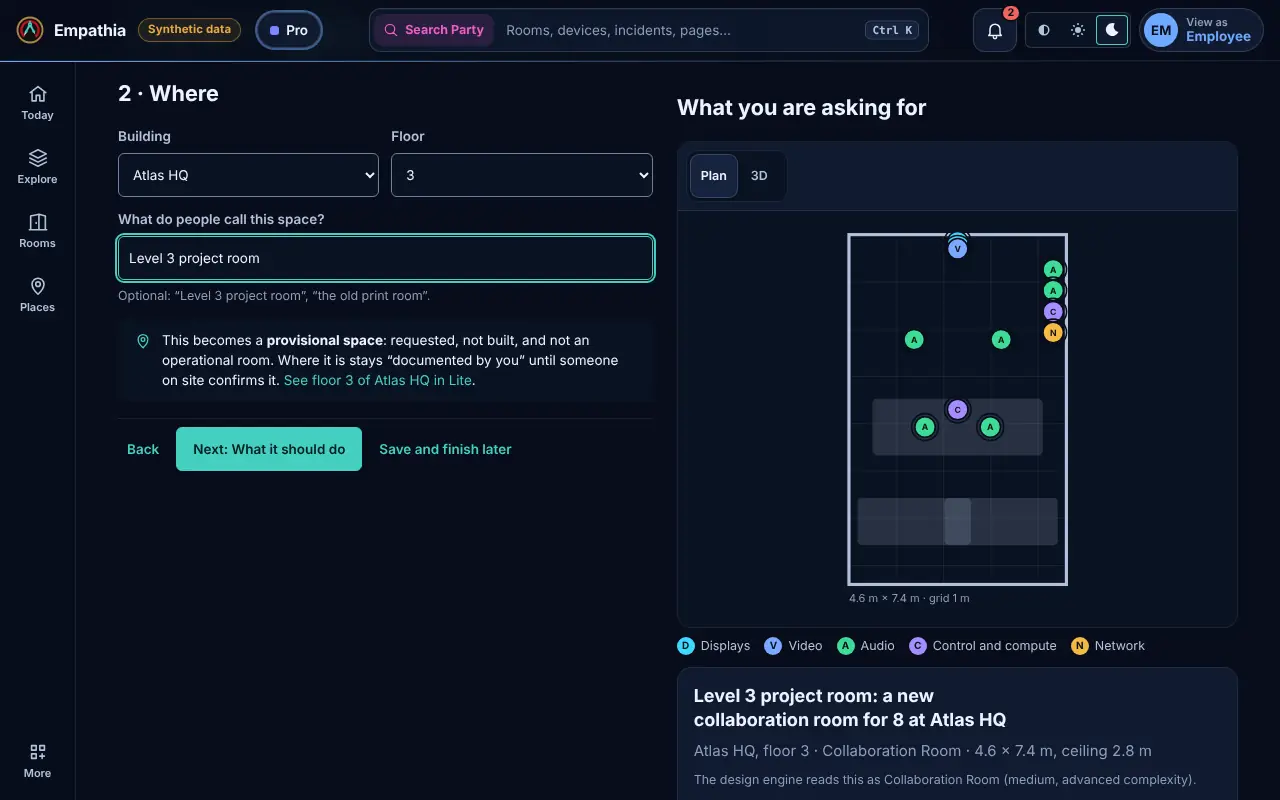 Empathia
Synthetic data
Pro
Search Party
Rooms, devices, incidents, pages...
Ctrl K
2
EM
View as
Employee
Today
Explore
Rooms
Places
More
2 · Where
Building
Floor
Atlas HQ
3
What do people call this space?
Level 3 project room
Optional: “Level 3 project room”, “the old print room”.
This becomes a provisional space: requested, not built, and not an
operational room. Where it is stays “documented by you” until someone
on site confirms it. See floor 3 of Atlas HQ in Lite.
Back
Next: What it should do
Save and finish later
What you are asking for
Plan
3D
V
A
A
C
N
A
A
C
A
A
4.6 m × 7.4 m · grid 1 m
D Displays
V Video
A Audio
C Control and compute
N Network
Level 3 project room: a new
collaboration room for 8 at Atlas HQ
Atlas HQ, floor 3 · Collaboration Room · 4.6 × 7.4 m, ceiling 2.8 m
The design engine reads this as Collaboration Room (medium, advanced complexity).